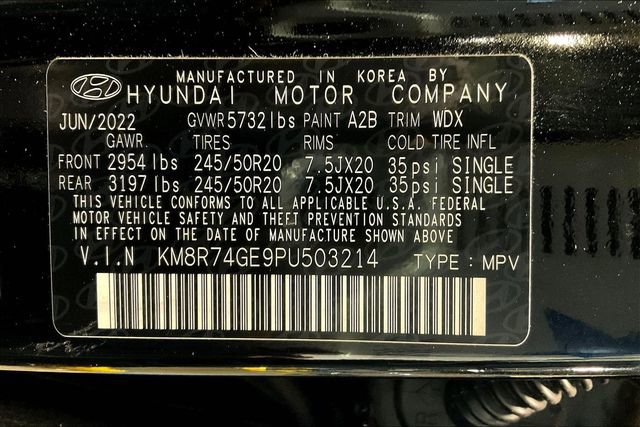 MANUFACTURED IN KOREA BY
HYUNDAI MOTOR COMPANY
JUN/2022 GVWR 5732 lbs PAINT A2B TRIM WDX
GAWR. TIRES RIMS COLD TIRE INFL
FRONT 2954 lbs 245/50R20 7.5JX20 35psi SINGLE
REAR 3197 lbs 245/50R20 7.5JX20 35psi SINGLE
THIS VEHICLE CONFORMS TO ALL APPLICABLE U.S.A. FEDERAL
MOTOR VEHICLE SAFETY AND THEFT PREVENTION STANDARDS
IN EFFECT ON THE DATE OF MANUFACTURE SHOWN ABOVE
V.I.N KM8R74GE9PU503214 TYPE : MPV